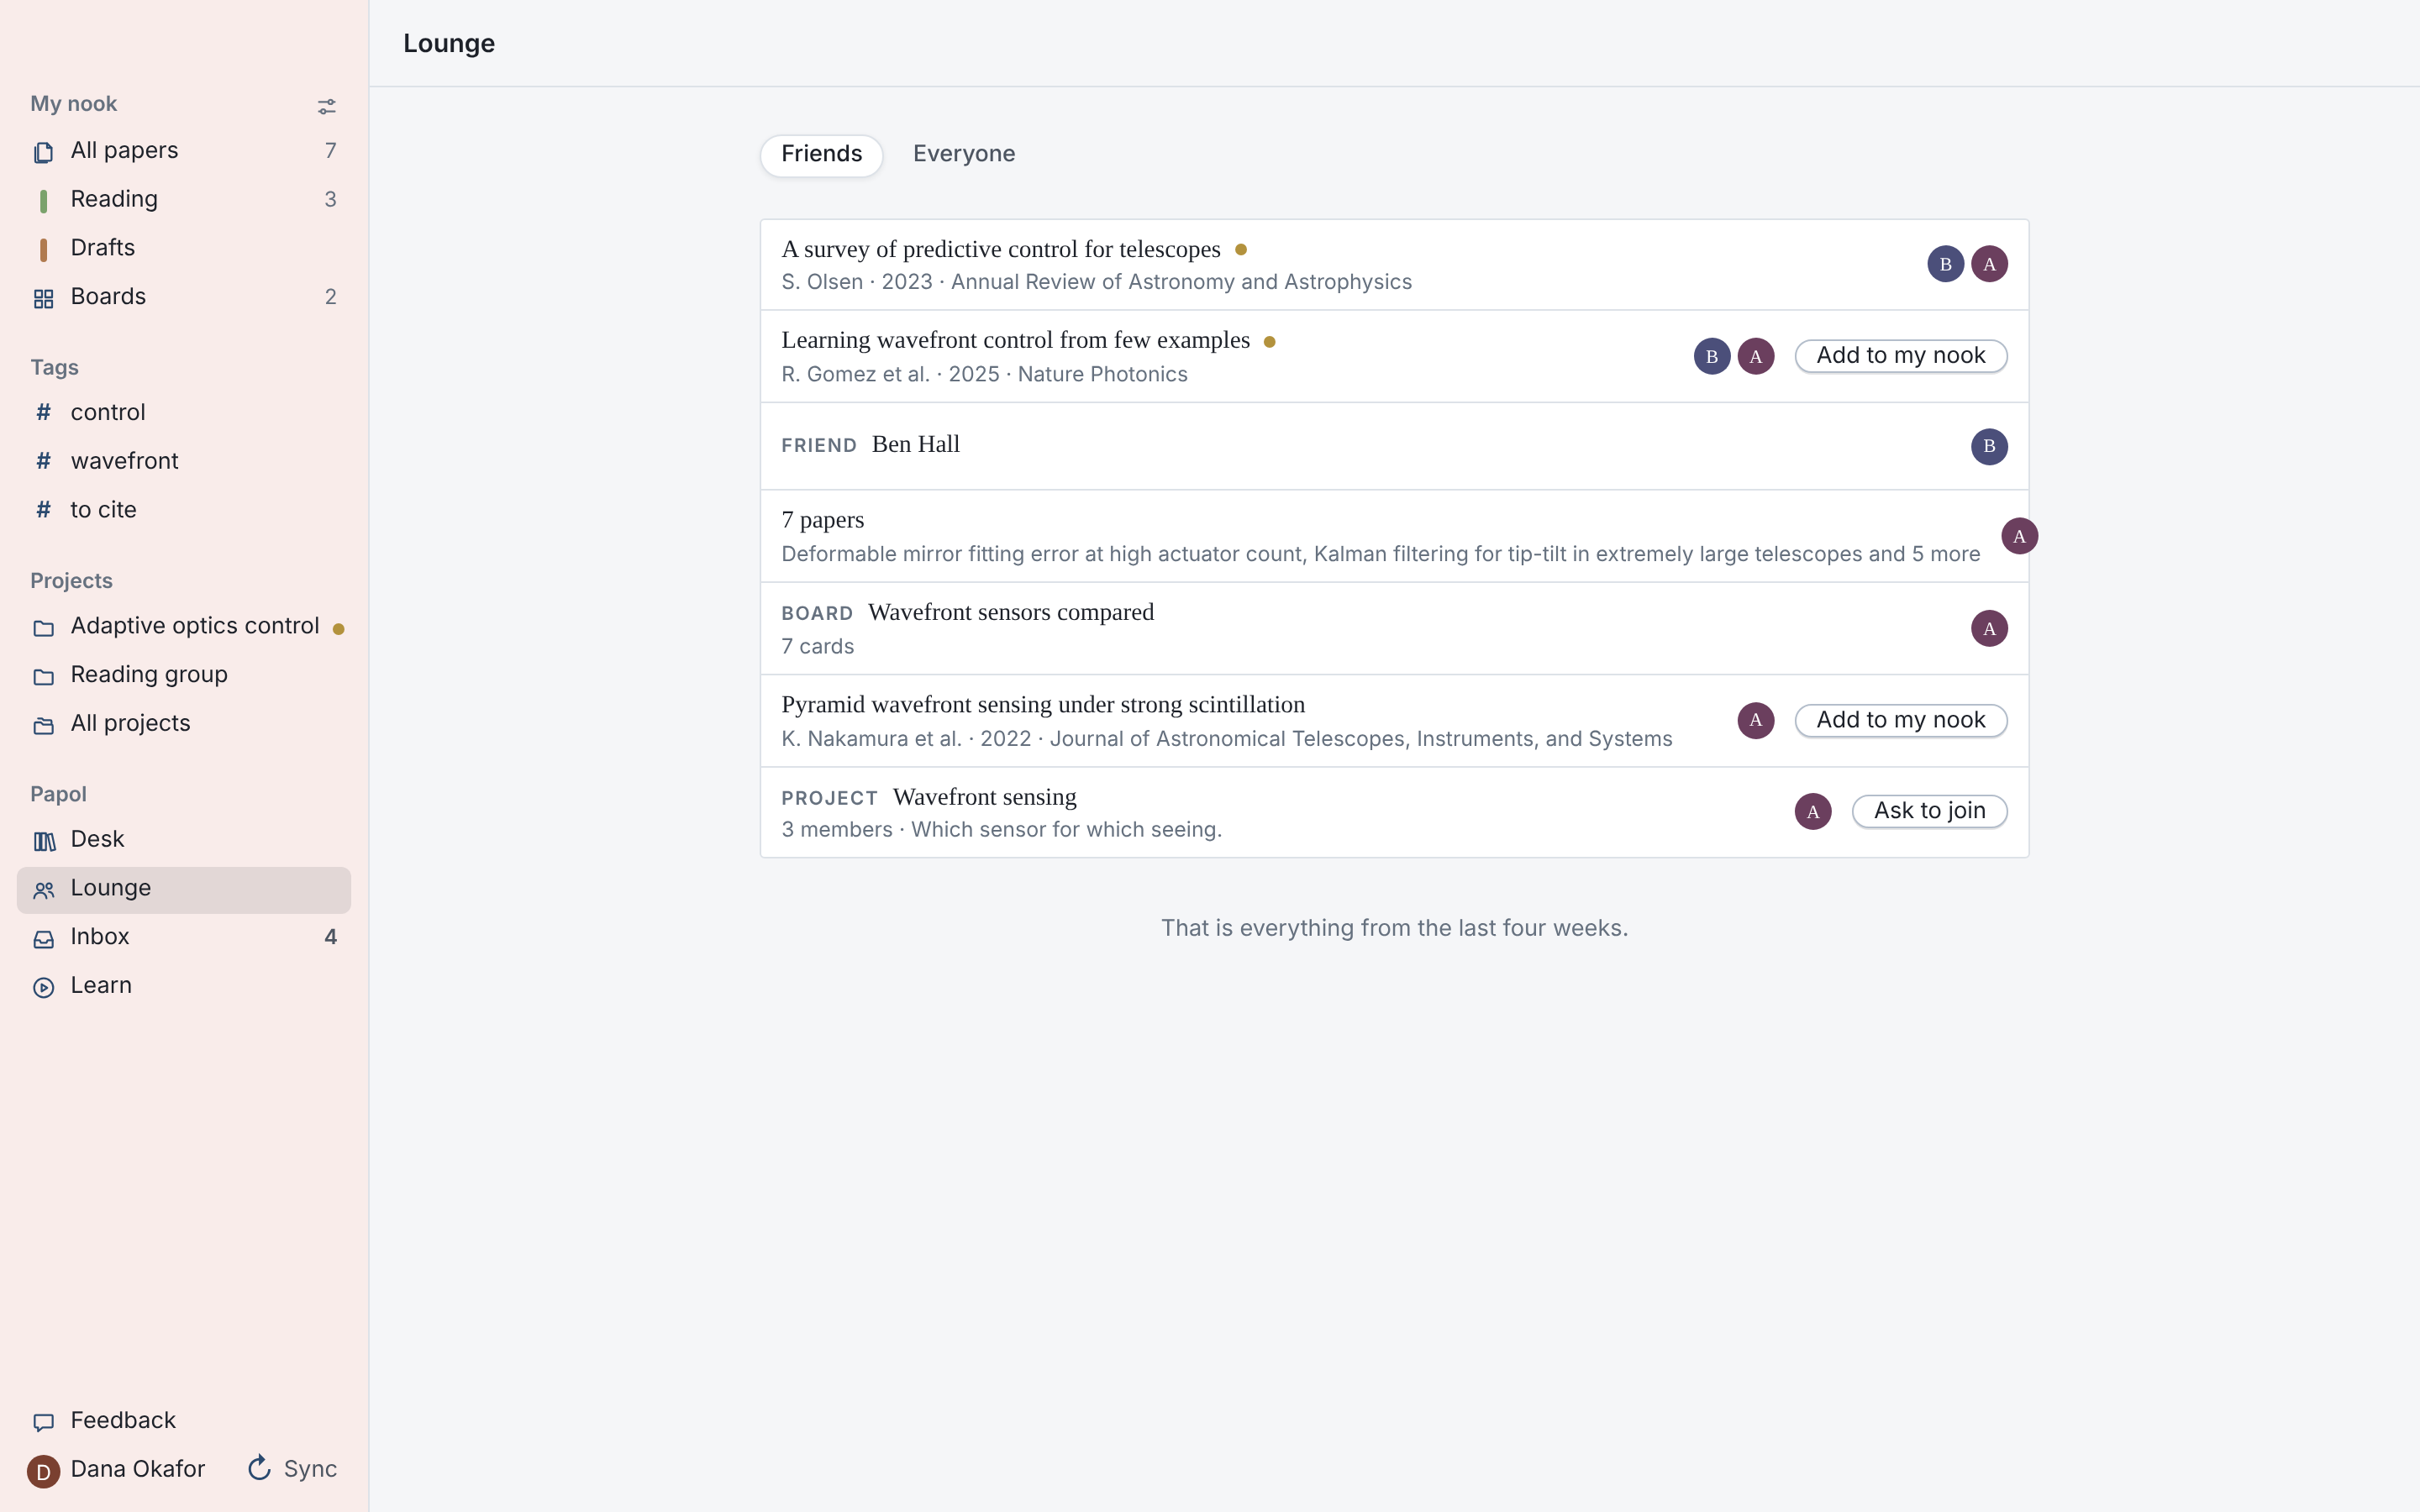 Lounge
My nook
All papers 7
Reading 3
Drafts
Boards 2
Tags
# control
# wavefront
# to cite
Projects
Adaptive optics control
Reading group
All projects
Papol
Desk
Lounge
Inbox 4
Learn
Feedback
D Dana Okafor Sync
Friends Everyone
A survey of predictive control for telescopes
S. Olsen · 2023 · Annual Review of Astronomy and Astrophysics
B A
Learning wavefront control from few examples
R. Gomez et al. · 2025 · Nature Photonics
B A Add to my nook
FRIEND Ben Hall
B
7 papers
Deformable mirror fitting error at high actuator count, Kalman filtering for tip-tilt in extremely large telescopes and 5 more
A
BOARD Wavefront sensors compared
7 cards
A
Pyramid wavefront sensing under strong scintillation
K. Nakamura et al. · 2022 · Journal of Astronomical Telescopes, Instruments, and Systems
A Add to my nook
PROJECT Wavefront sensing
3 members · Which sensor for which seeing.
A Ask to join
That is everything from the last four weeks.